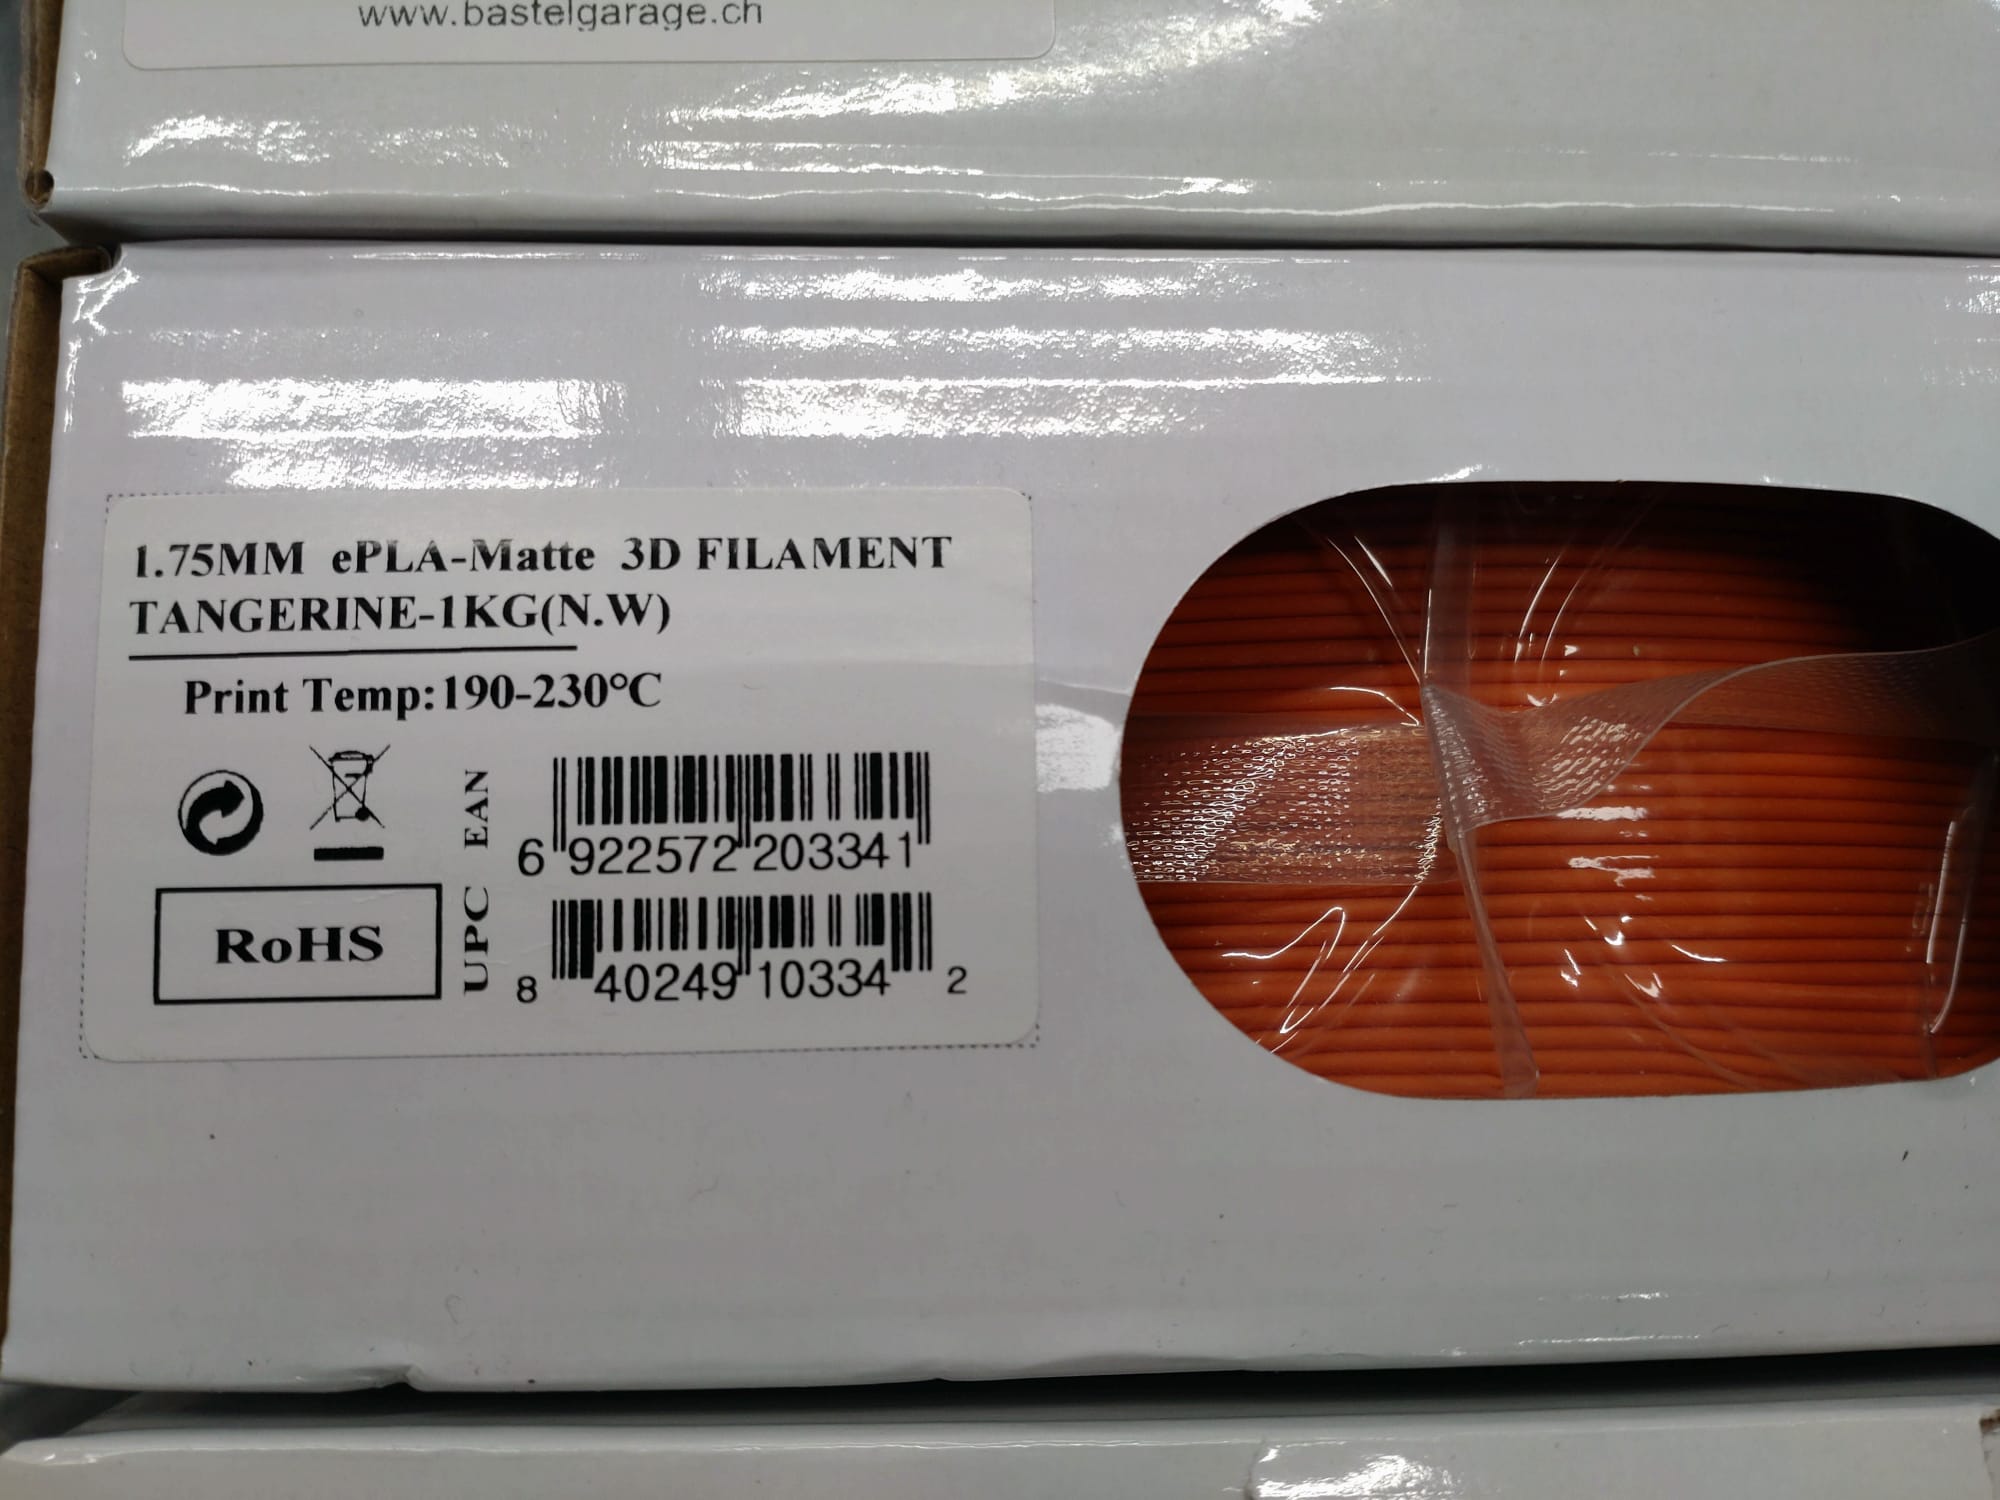 www.bastelgarage.ch
1.75MM ePLA-Matte 3D FILAMENT
TANGERINE-1KG(N.W)
Print Temp:190-230°C
EAN
6 922572 203341
RoHS
UPC
8 40249 10334 2